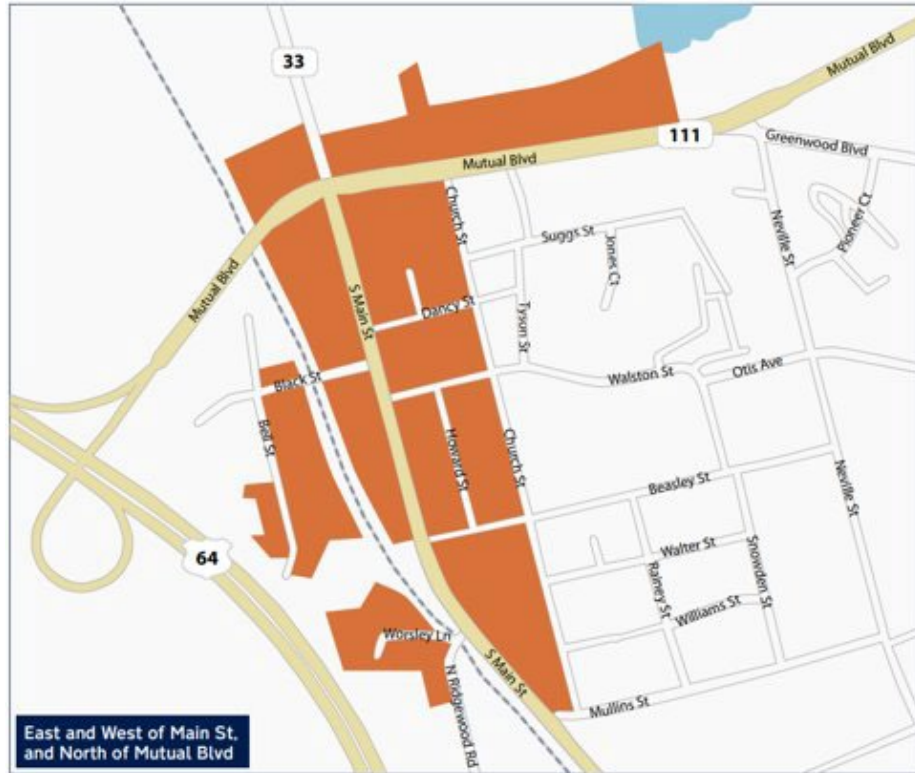 33
Mutual Blvd
111
Mutual Blvd
Greenwood Blvd
Church St
Neville St
Pioneer Ct
Suggs St
Jones Ct
Mutual Blvd
S Main St
Dancy St
Tyson St
Black St
Walston St
Otis Ave
Bell St
Howard St
Church St
Beasley St
Neville St
64
Walter St
Snowden St
Rainey St
Williams St
Worsley Ln
S Main St
N Ridgewood Rd
Mullins St
East and West of Main St,
and North of Mutual Blvd